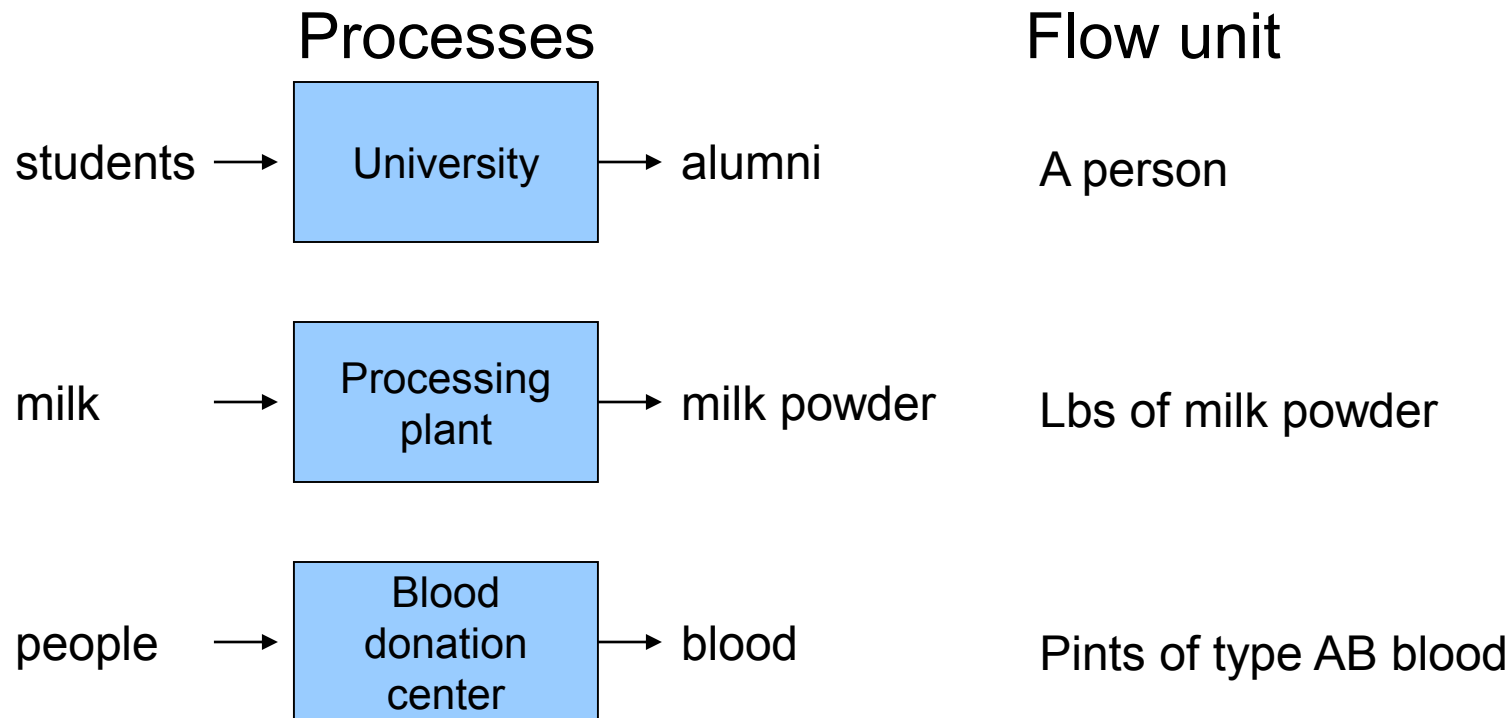 Processes
Flow unit
students
University
alumni
A person
milk
Processing
plant
milk powder
Lbs of milk powder
people
Blood
donation
center
blood
Pints of type AB blood